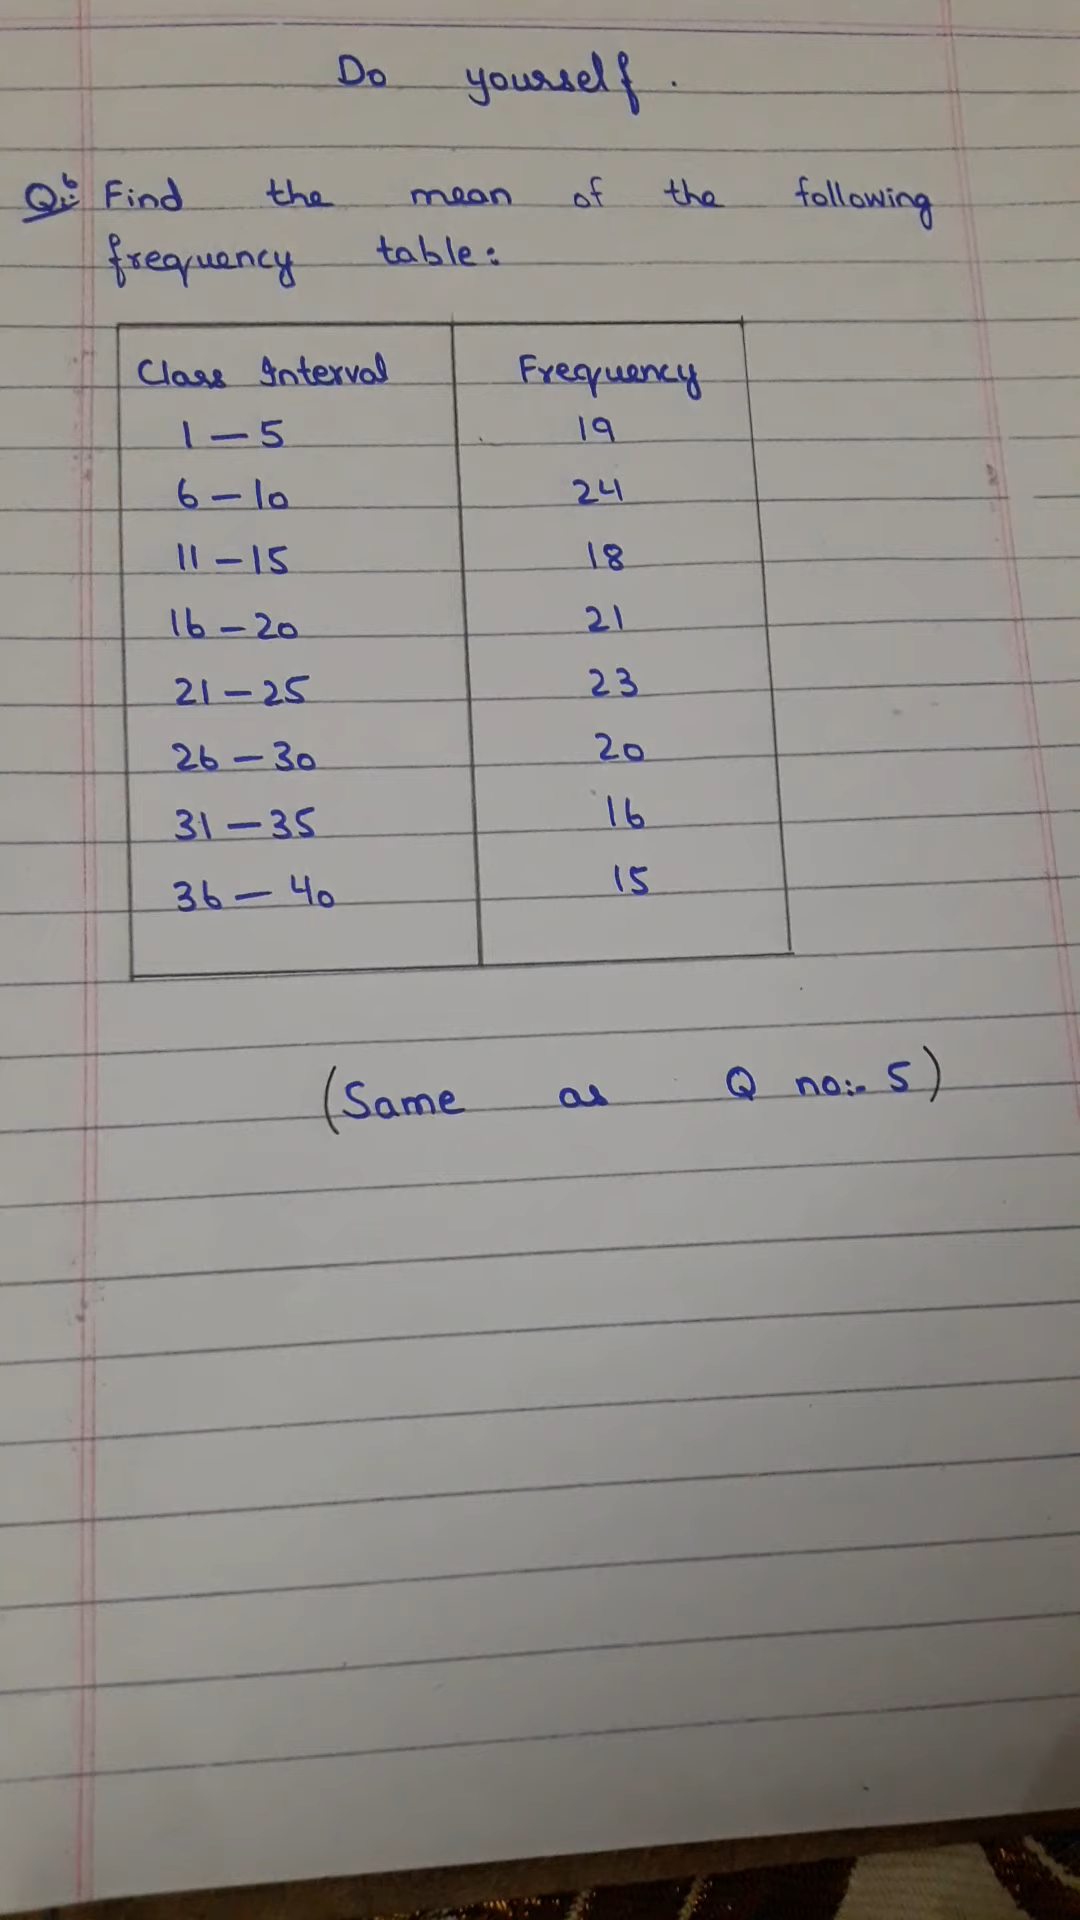 Do yourself.
Q:6 Find the mean of the following
frequency table:
Class Interval Frequency
1 – 5 19
6 – 10 24
11 – 15 18
16 – 20 21
21 – 25 23
26 – 30 20
31 – 35 16
36 – 40 15
(Same as Q no:- 5)